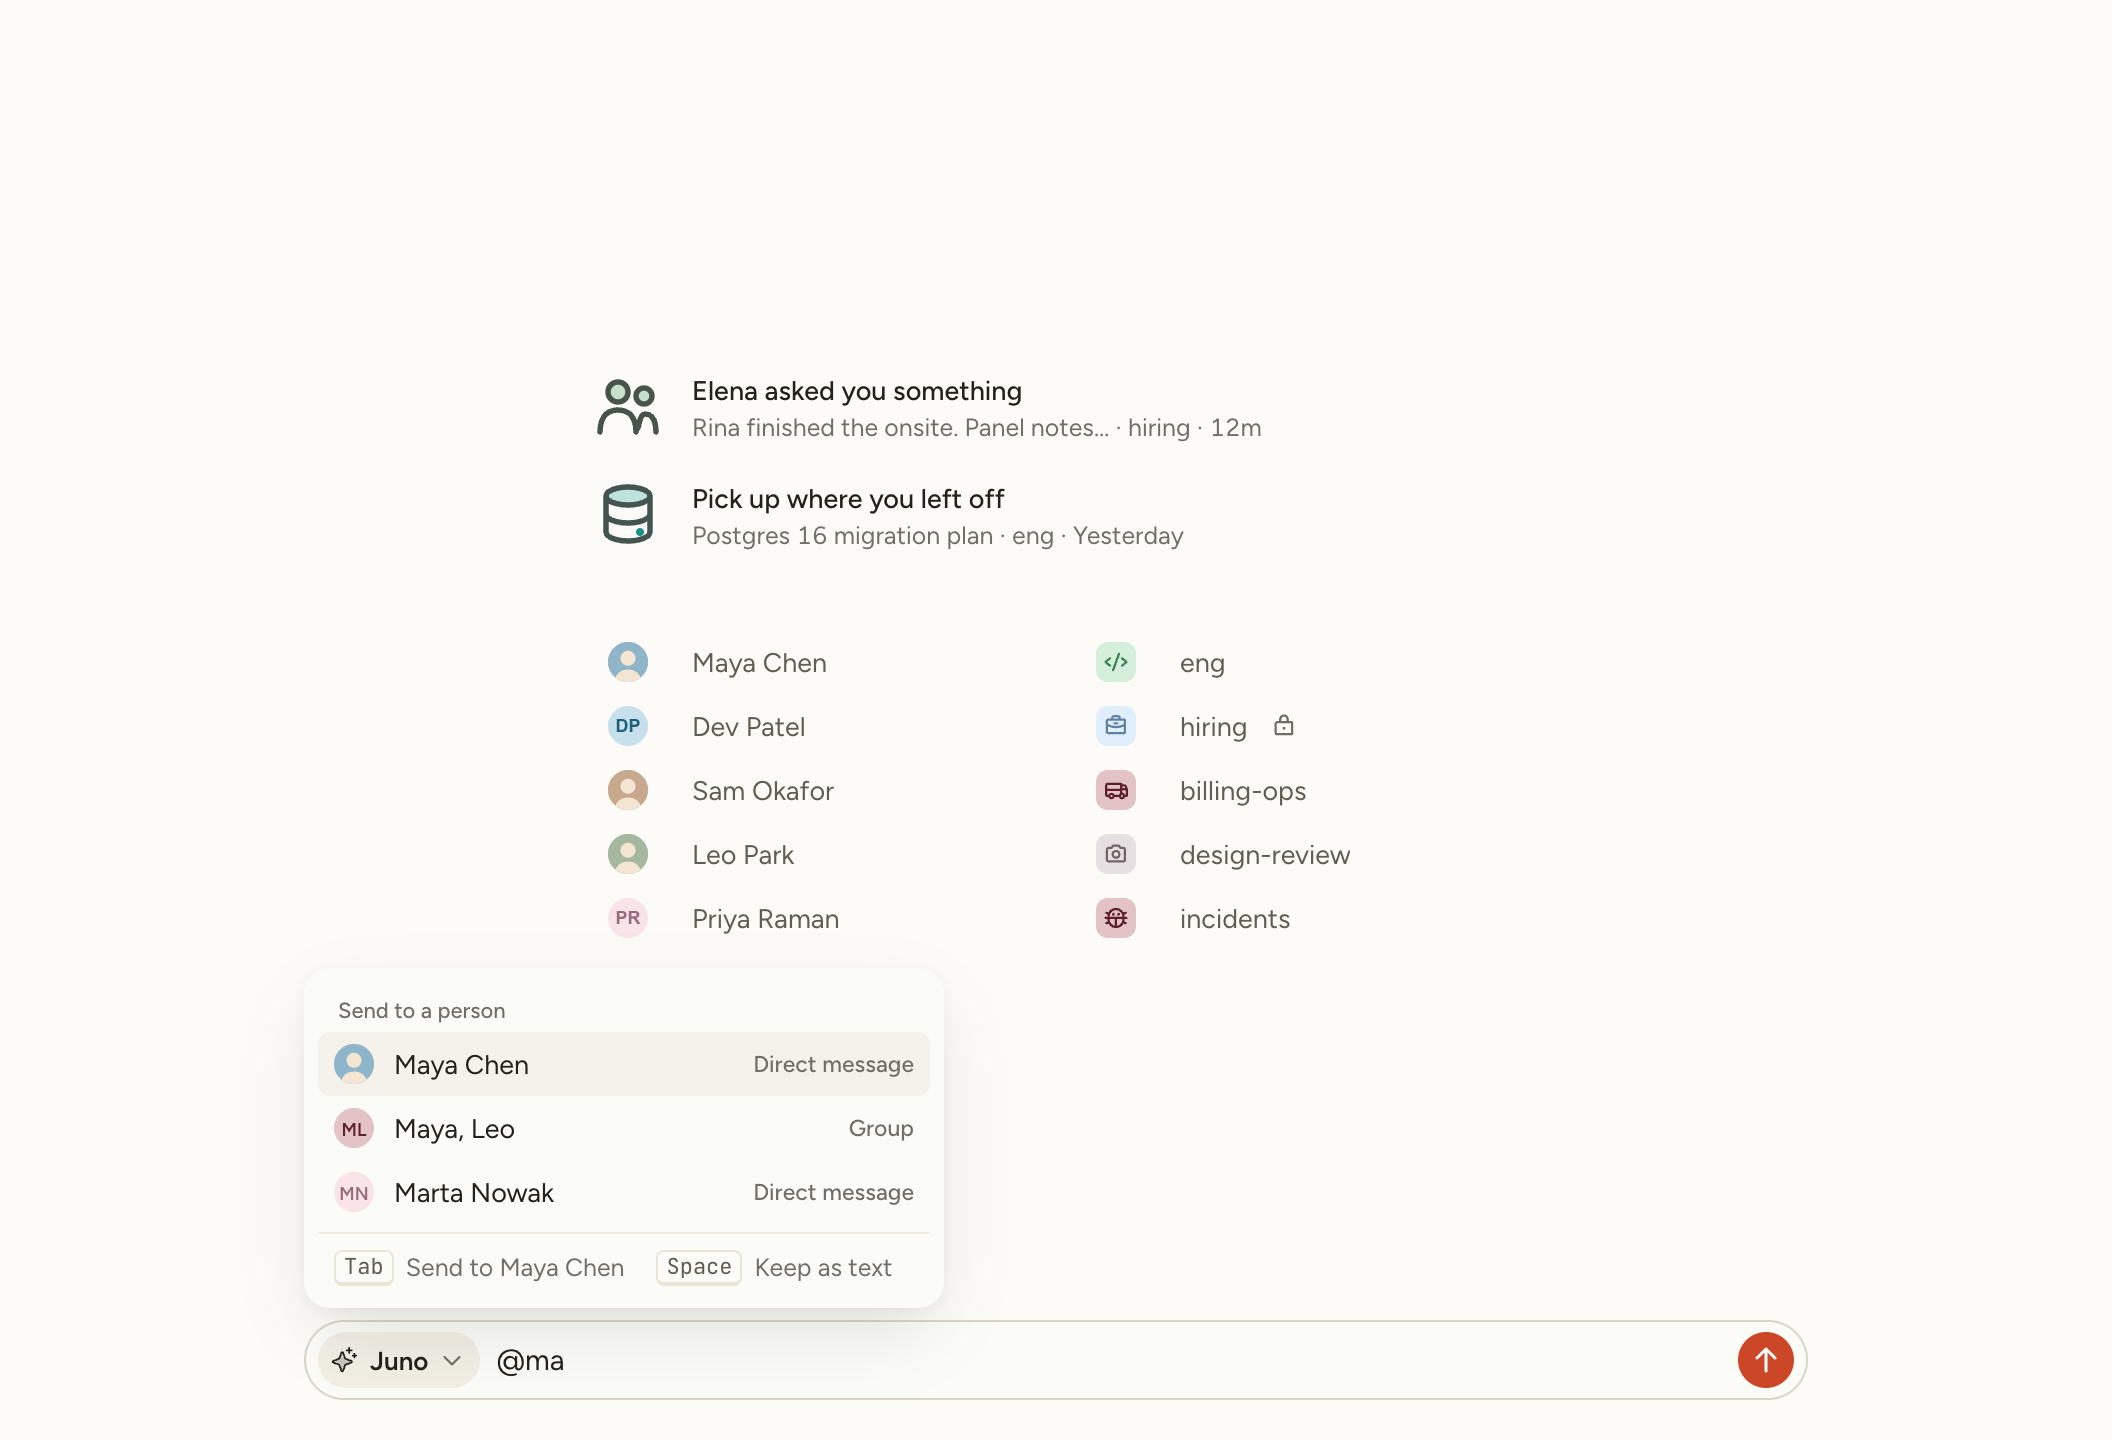 Elena asked you something
Rina finished the onsite. Panel notes... · hiring · 12m
Pick up where you left off
Postgres 16 migration plan · eng · Yesterday
Maya Chen
eng
DP Dev Patel
hiring
Sam Okafor
billing-ops
Leo Park
design-review
PR Priya Raman
incidents
Send to a person
Maya Chen Direct message
ML Maya, Leo Group
MN Marta Nowak Direct message
Tab Send to Maya Chen Space Keep as text
Juno @ma